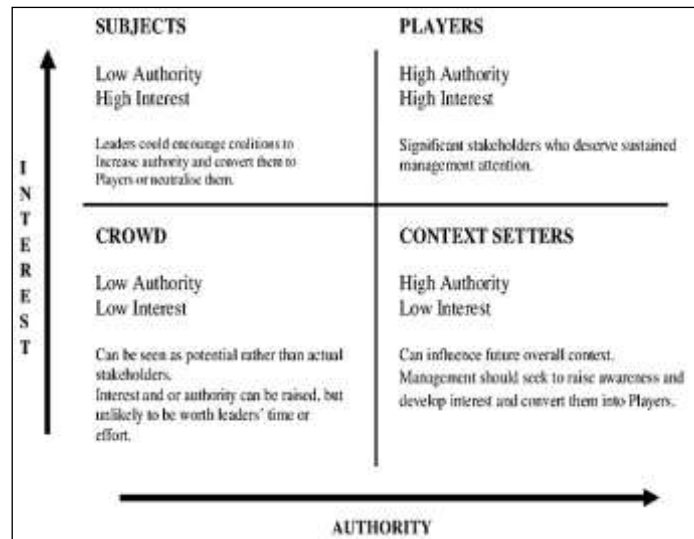 SUBJECTS
Low Authority
High Interest
Leaders could encourage coalitions to
Increase authority and convert them to
Players or neutralise them.
PLAYERS
High Authority
High Interest
Significant stakeholders who deserve sustained
management attention.
CROWD
Low Authority
Low Interest
Can be seen as potential rather than actual
stakeholders.
Interest and or authority can be raised, but
unlikely to be worth leaders' time or
effort.
CONTEXT SETTERS
High Authority
Low Interest
Can influence future overall context.
Management should seek to raise awareness and
develop interest and convert them into Players.
INTEREST
AUTHORITY